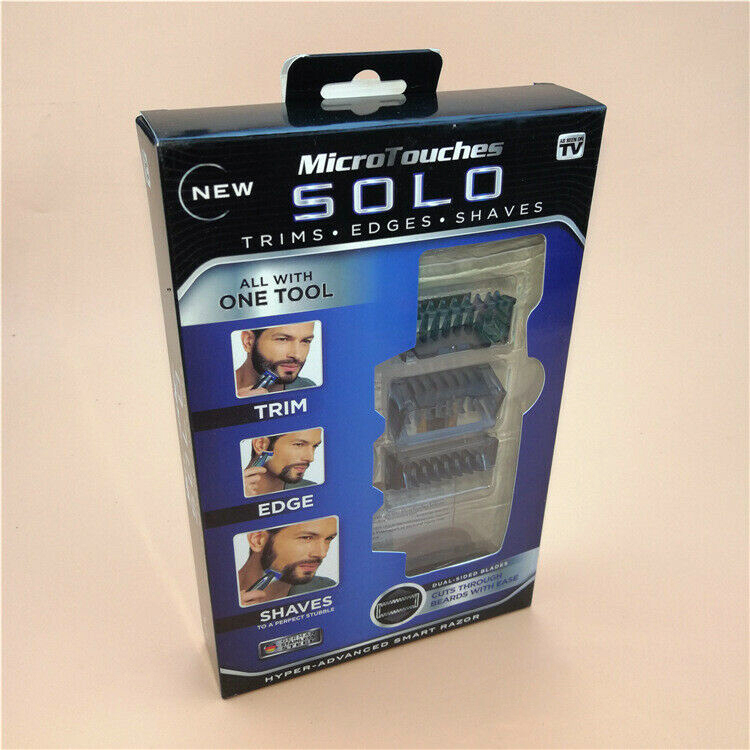 AS SEEN ON
TV
MicroTouches
NEW
SOLO
TRIMS • EDGES • SHAVES
ALL WITH
ONE TOOL
TRIM
EDGE
SHAVES
TO A PERFECT STUBBLE
DUAL-SIDED BLADES
CUTS THROUGH
BEARDS WITH EASE
HYPER-ADVANCED SMART RAZOR